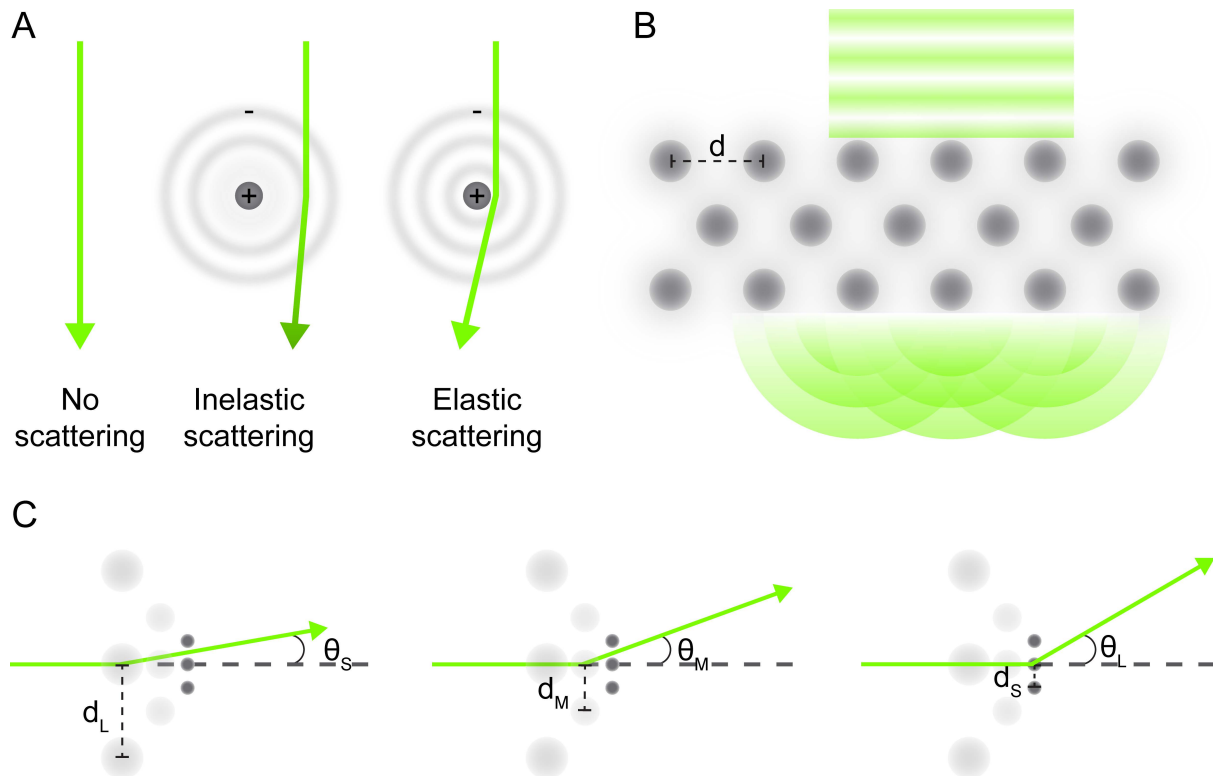 A
B
-
-
+
+
d
No
scattering
Inelastic
scattering
Elastic
scattering
C
θS
θM
θL
dL
dM
dS